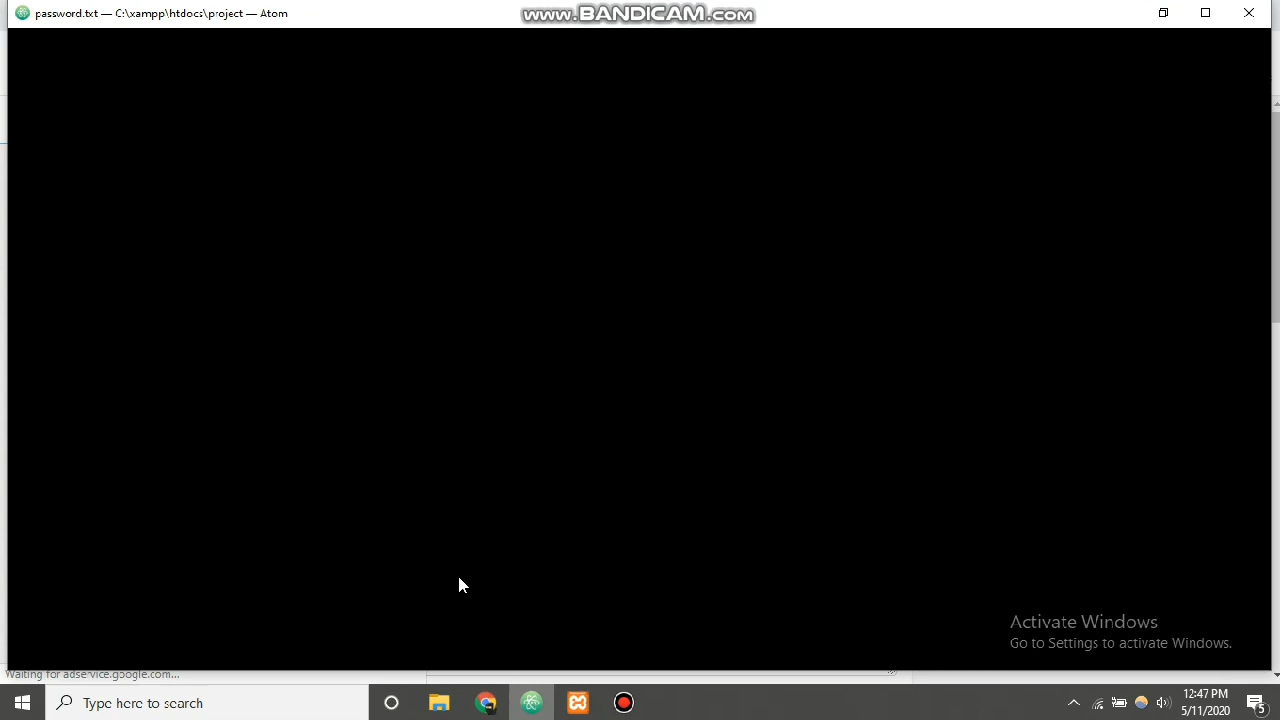 password.txt — C:\xampp\htdocs\project — Atom
www.BANDICAM.com
Activate Windows
Go to Settings to activate Windows.
Waiting for adservice.google.com...
Type here to search
12:47 PM
5/11/2020
5